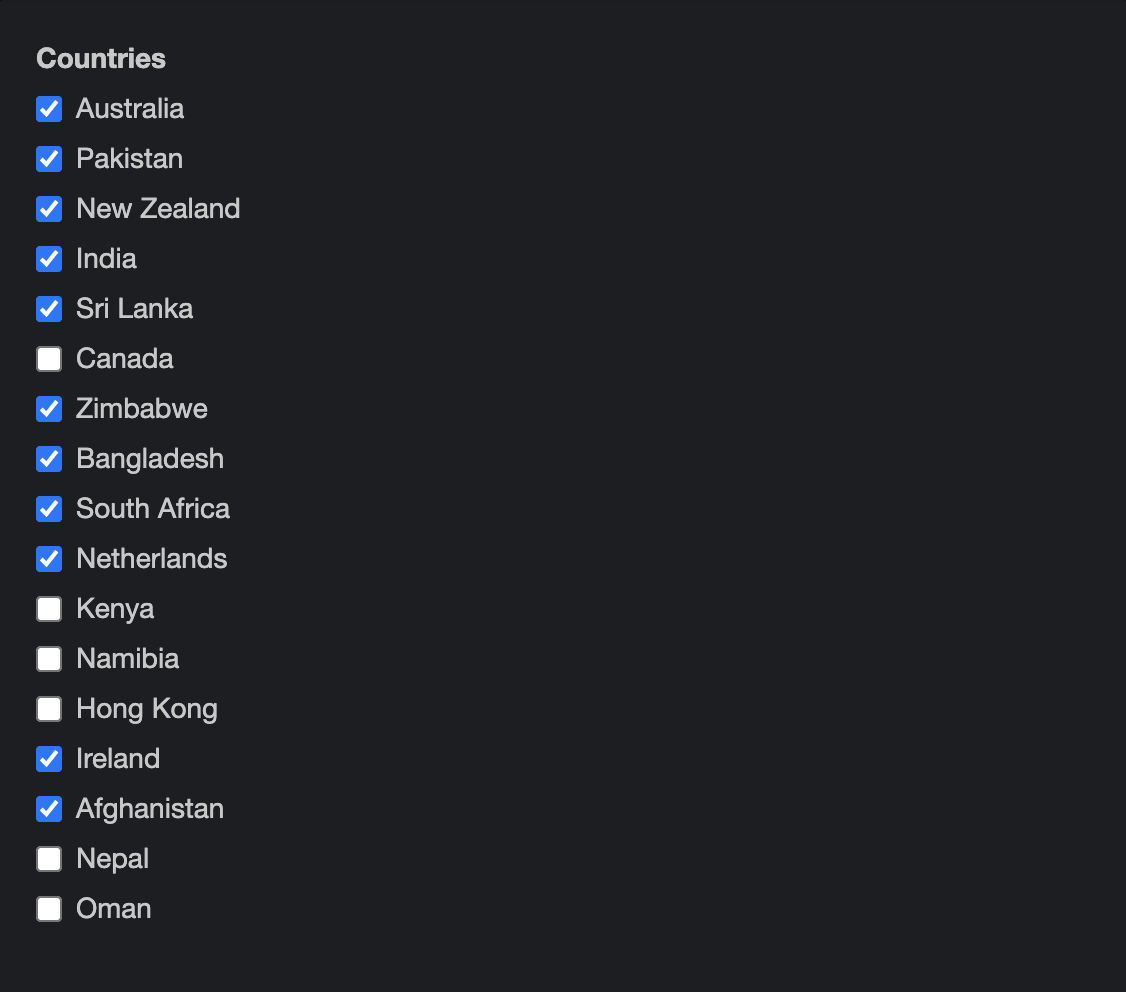 Countries
Australia
Pakistan
New Zealand
India
Sri Lanka
Canada
Zimbabwe
Bangladesh
South Africa
Netherlands
Kenya
Namibia
Hong Kong
Ireland
Afghanistan
Nepal
Oman